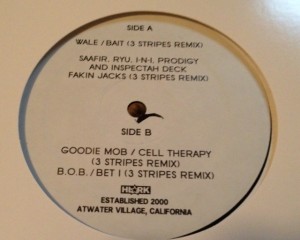 SIDE A
WALE / BAIT (3 STRIPES REMIX)
SAAFIR, RYU, I-N-I, PRODIGY
AND INSPECTAH DECK
FAKIN JACKS (3 STRIPES REMIX)
SIDE B
GOODIE MOB / CELL THERAPY
(3 STRIPES REMIX)
B.O.B. / BET I (3 STRIPES REMIX)
ESTABLISHED 2000
ATWATER VILLAGE, CALIFORNIA